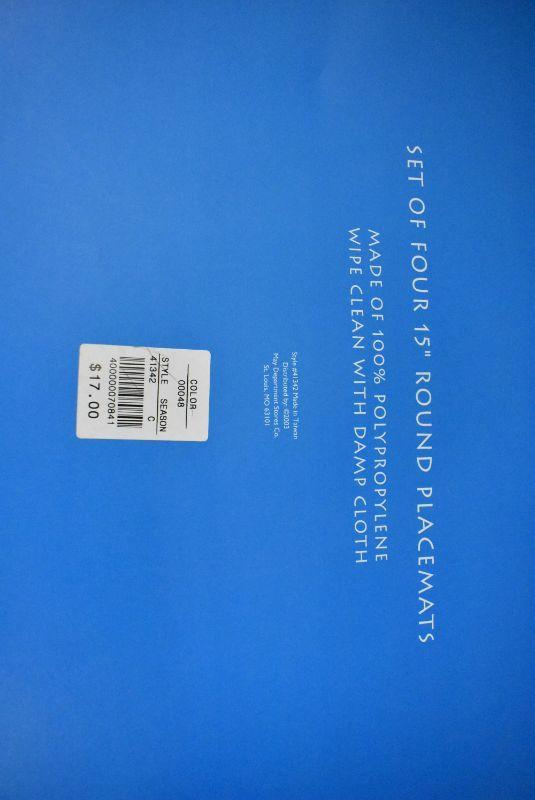 SET OF FOUR 15" ROUND PLACEMATS
MADE OF 100% POLYPROPYLENE
WIPE CLEAN WITH DAMP CLOTH
Style #41342 Made In Taiwan
Distributed by: ©2003
May Department Stores Co.
St. Louis, MO 63101
COLOR
00048
STYLE SEASON
41342 C
400000070841
$17.00